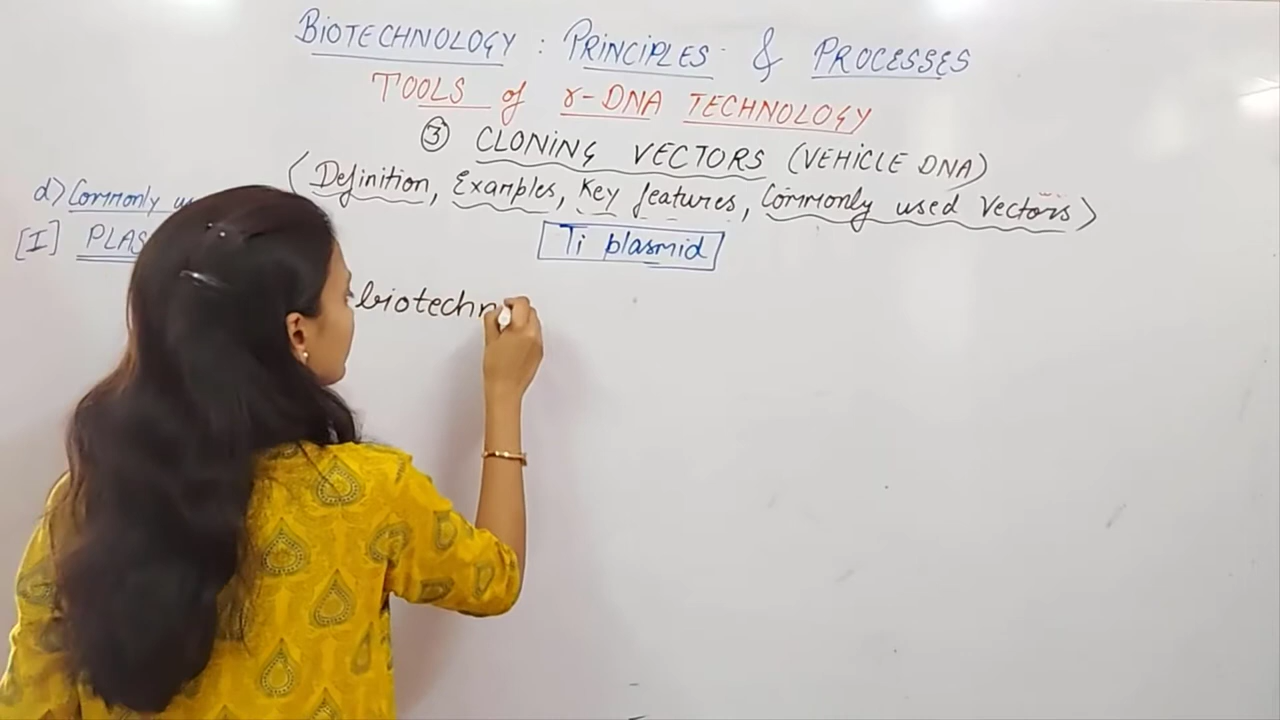 BIOTECHNOLOGY : PRINCIPLES & PROCESSES
TOOLS of r-DNA TECHNOLOGY
③ CLONING VECTORS (VEHICLE DNA)
(Definition, Examples, Key features, Commonly used Vectors)
d) Commonly
[I]
Ti plasmid
biotechn